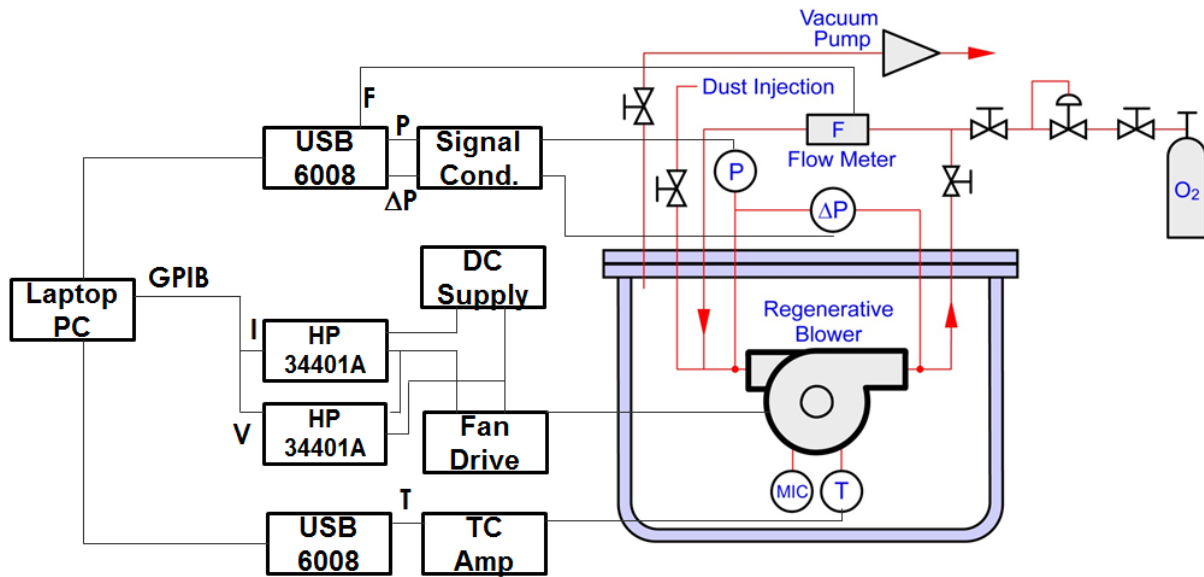 Vacuum
Pump
Dust Injection
F
P
ΔP
USB
6008
Signal
Cond.
F
Flow Meter
P
ΔP
O₂
GPIB
Laptop
PC
I
V
HP
34401A
HP
34401A
DC
Supply
Fan
Drive
Regenerative
Blower
MIC
T
T
USB
6008
TC
Amp